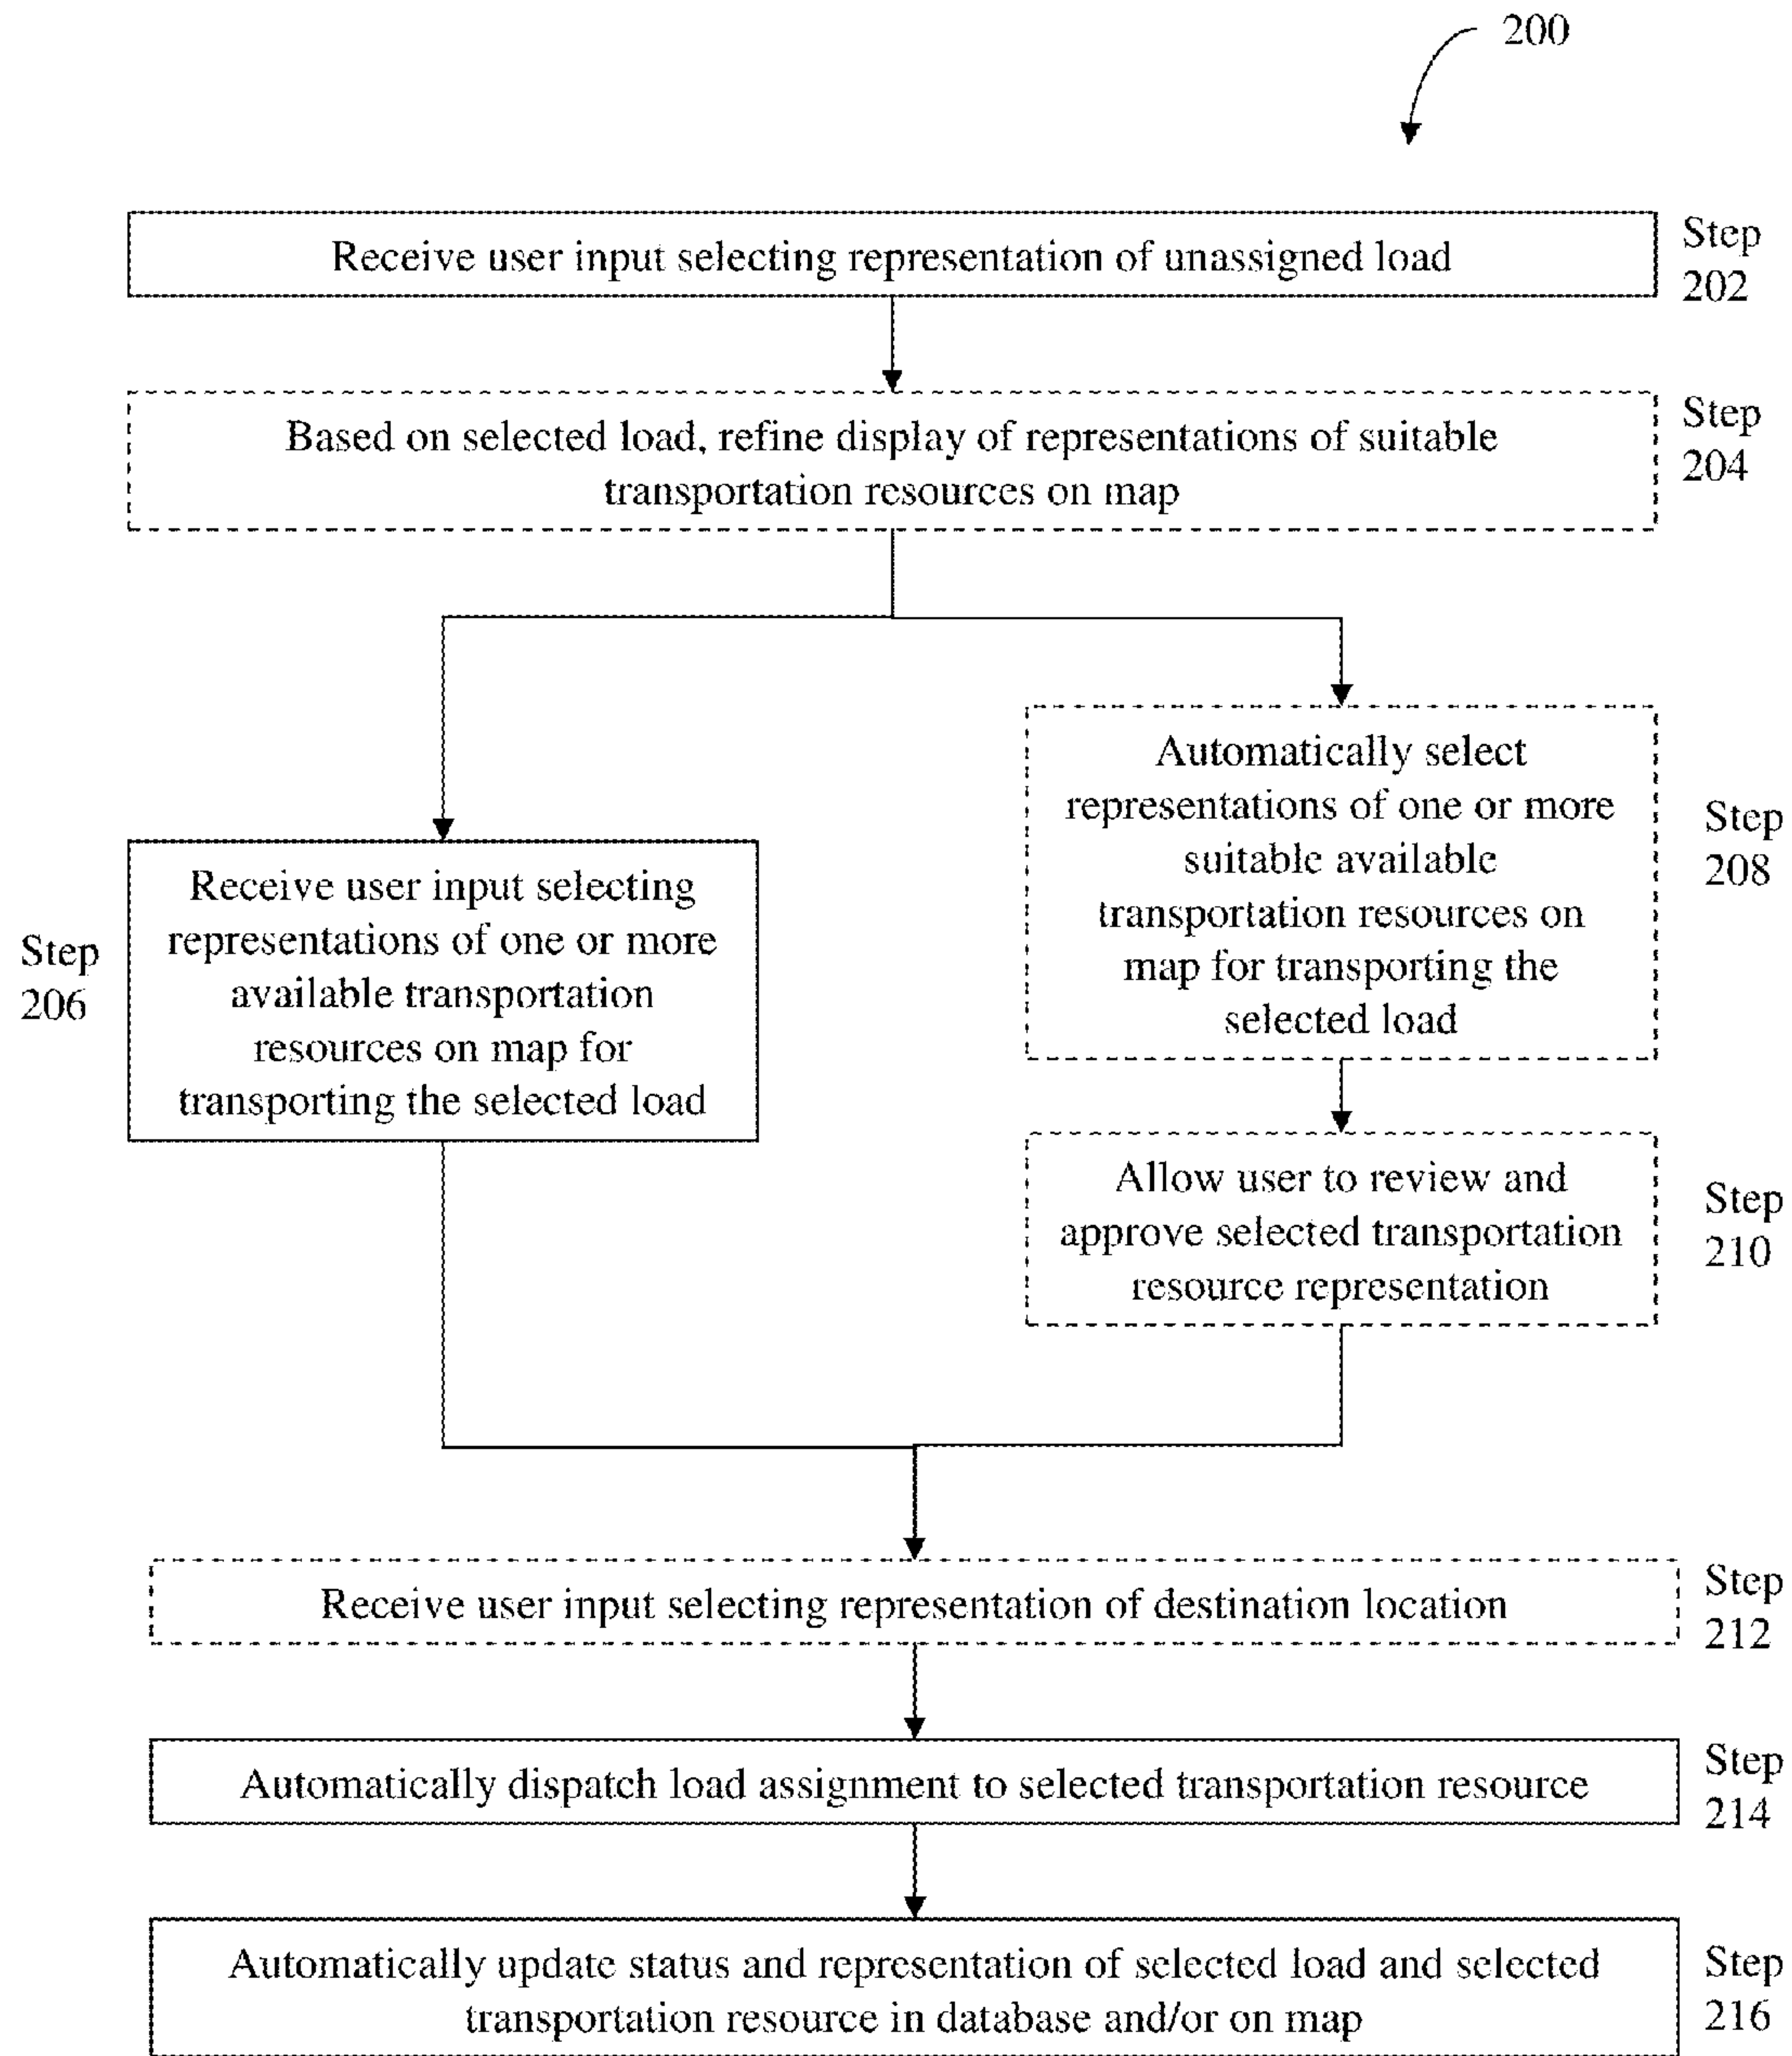 200
Receive user input selecting representation of unassigned load
Step
202
Based on selected load, refine display of representations of suitable
transportation resources on map
Step
204
Automatically select
representations of one or more
suitable available
transportation resources on
map for transporting the
selected load
Step
208
Step
206
Receive user input selecting
representations of one or more
available transportation
resources on map for
transporting the selected load
Allow user to review and
approve selected transportation
resource representation
Step
210
Receive user input selecting representation of destination location
Step
212
Automatically dispatch load assignment to selected transportation resource
Step
214
Automatically update status and representation of selected load and selected
transportation resource in database and/or on map
Step
216